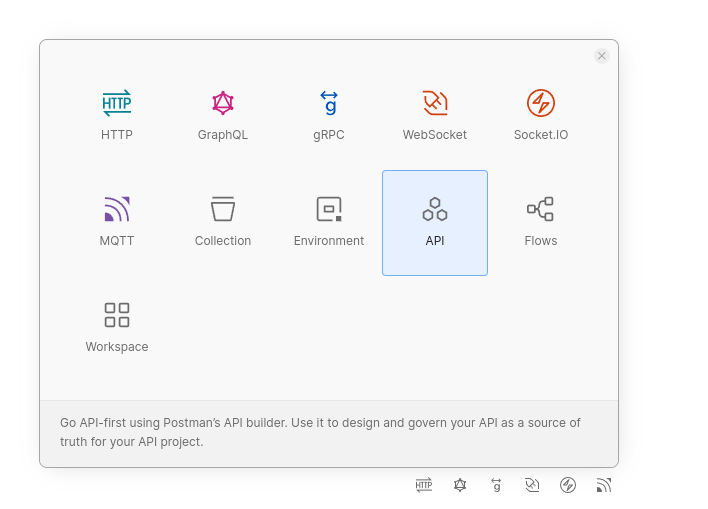 HTTP
HTTP GraphQL gRPC WebSocket Socket.IO
MQTT Collection Environment API Flows
Workspace
Go API-first using Postman's API builder. Use it to design and govern your API as a source of
truth for your API project.
HTTP